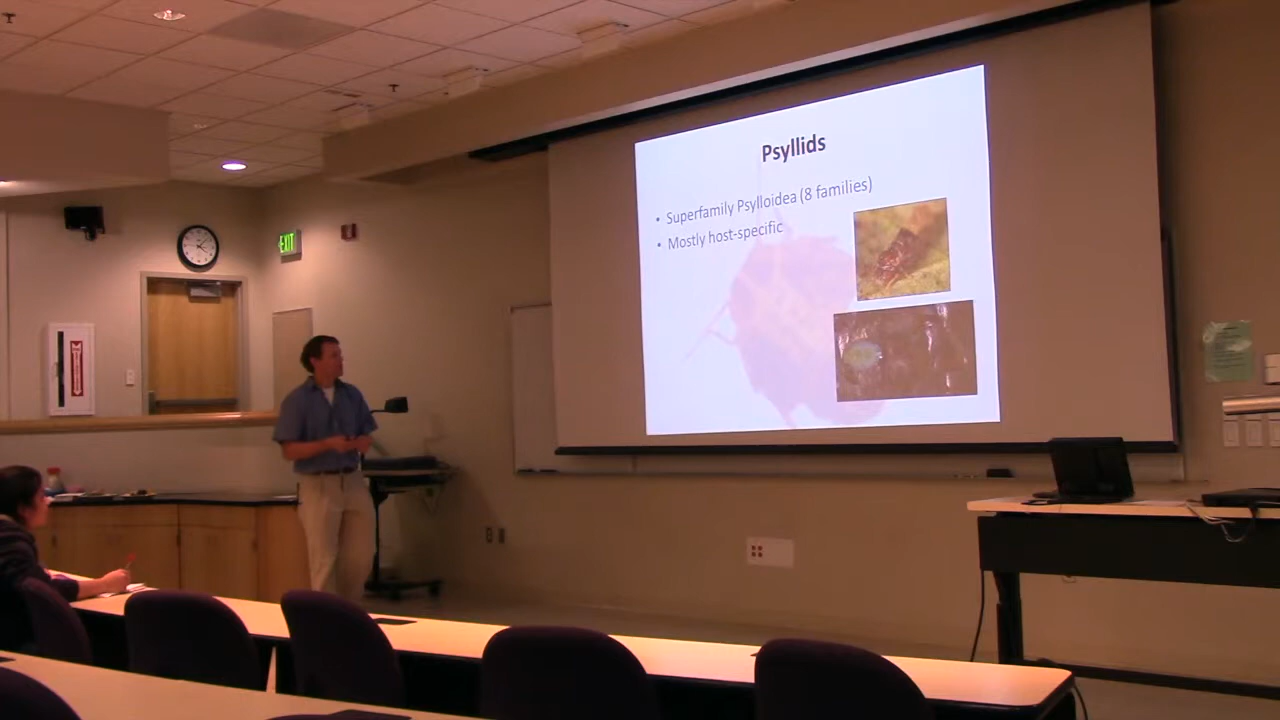 Psyllids
• Superfamily Psylloidea (8 families)
• Mostly host-specific
EXIT